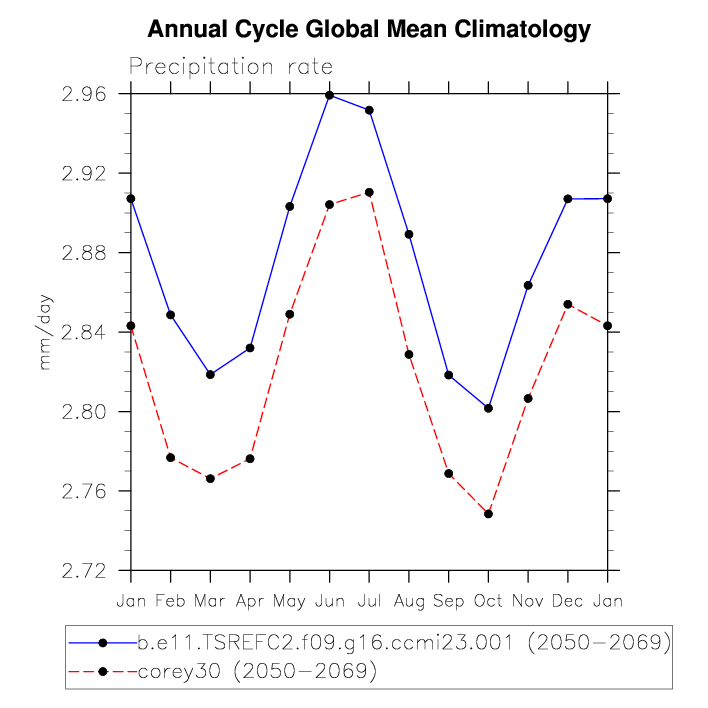 Annual Cycle Global Mean Climatology
Precipitation rate
2.96
2.92
2.88
2.84
2.80
2.76
2.72
mm/day
Jan Feb Mar Apr May Jun Jul Aug Sep Oct Nov Dec Jan
b.e11.TSREFC2.f09.g16.ccmi23.001 (2050-2069)
corey30 (2050-2069)